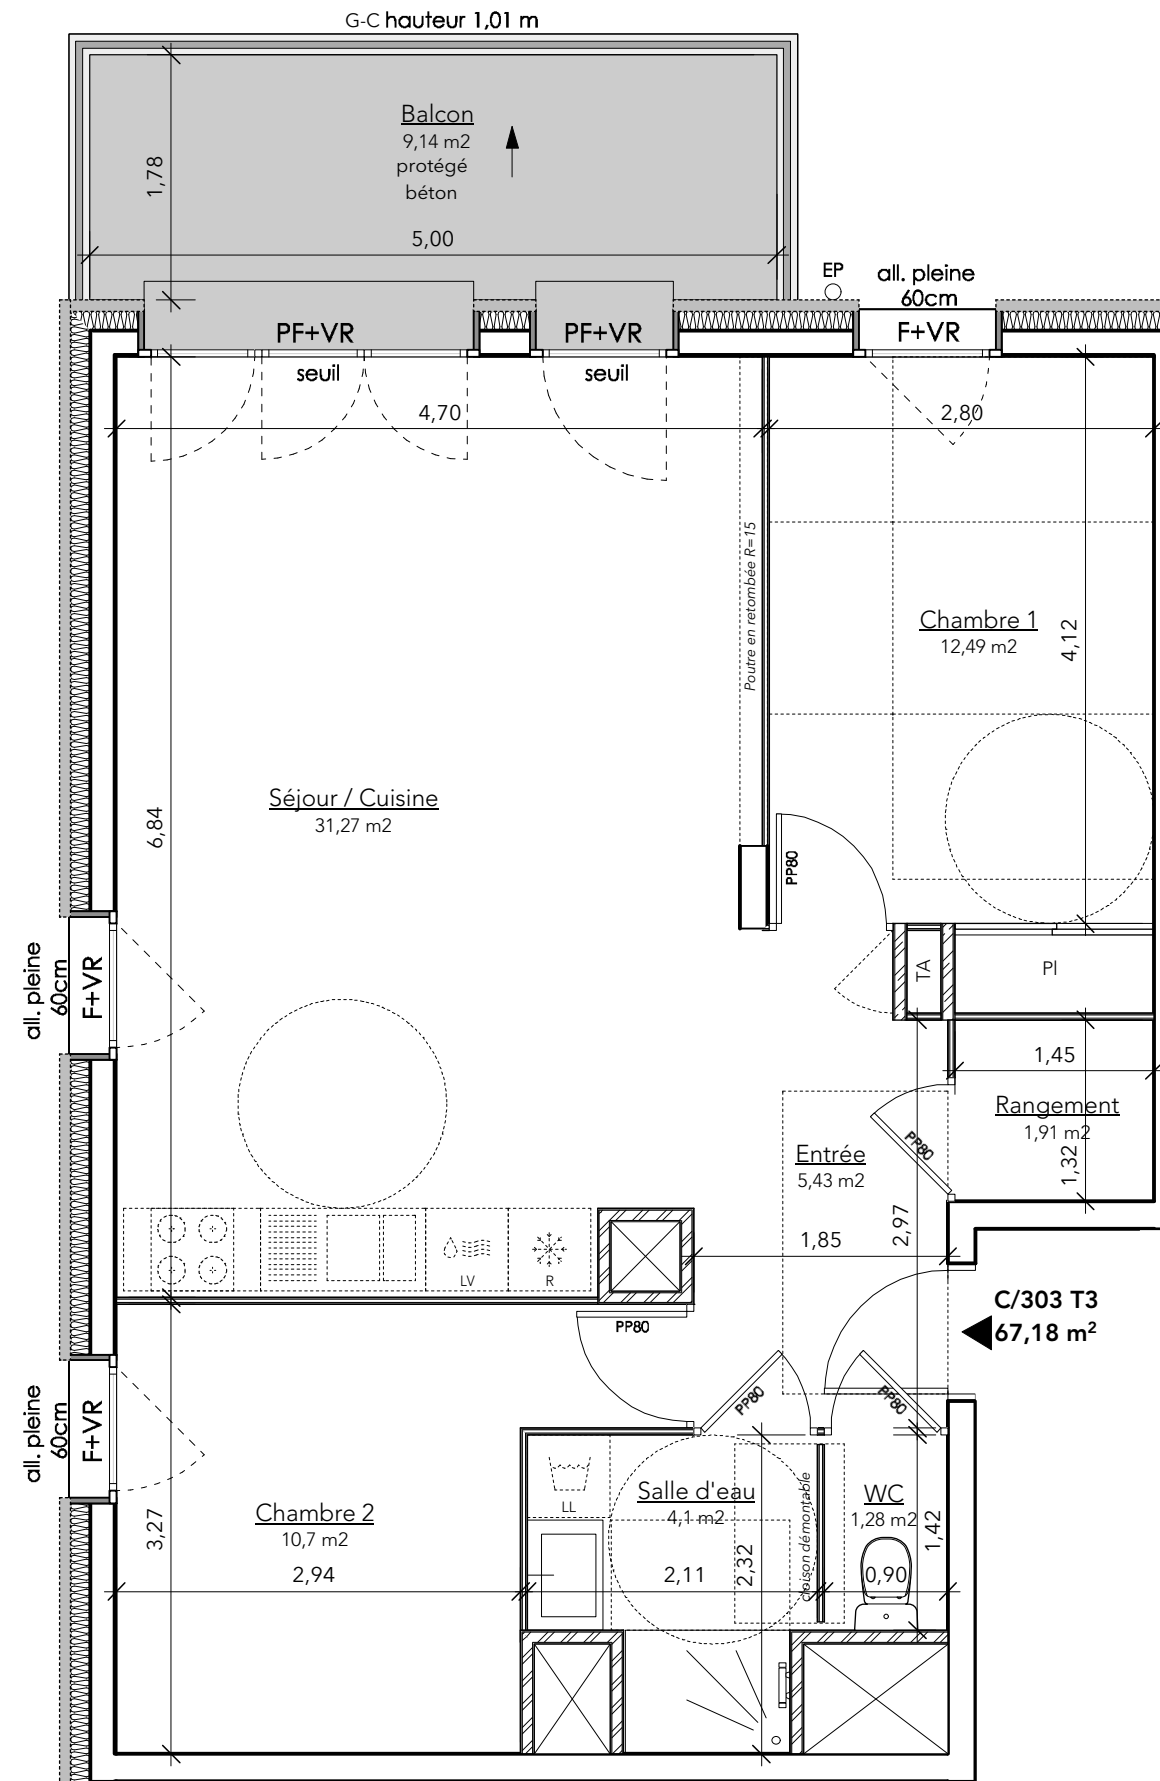 G-C hauteur 1,01 m
Balcon
9,14 m2
protégé
béton
1,78
5,00
EP
all. pleine
60cm
PF+VR
PF+VR
F+VR
seuil
seuil
4,70
2,80
Poutre en retombée R=15
Chambre 1
12,49 m2
4,12
Séjour / Cuisine
31,27 m2
6,84
PP80
all. pleine
60cm
F+VR
TA
Pl
1,45
Rangement
1,91 m2
1,32
PP80
Entrée
5,43 m2
2,97
1,85
LV
R
C/303 T3
67,18 m²
PP80
PP80
PP80
all. pleine
60cm
F+VR
Chambre 2
10,7 m2
3,27
2,94
LL
Salle d'eau
4,1 m2
2,11
2,32
cloison démontable
WC
1,28 m2
1,42
0,90